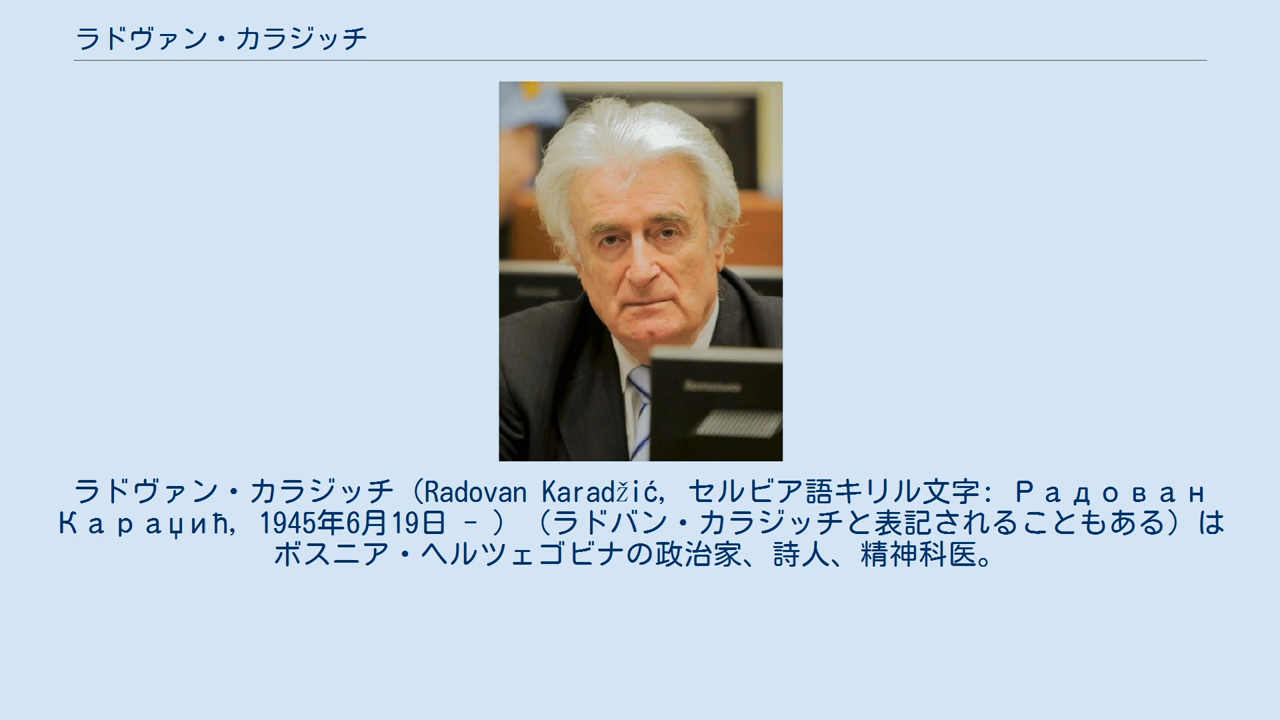 ラドヴァン・カラジッチ
ラドヴァン・カラジッチ（Radovan Karadžić, セルビア語キリル文字: Радован
Караџић, 1945年6月19日 - ）（ラドバン・カラジッチと表記されることもある）は
ボスニア・ヘルツェゴビナの政治家、詩人、精神科医。